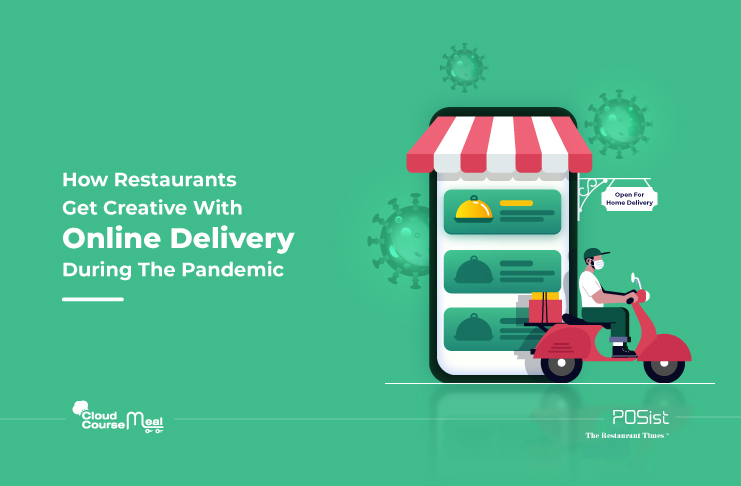 How Restaurants
Get Creative With
Online Delivery
During The Pandemic
Open For
Home Delivery
Cloud
Course Meal
POSist
The Restaurant Times™